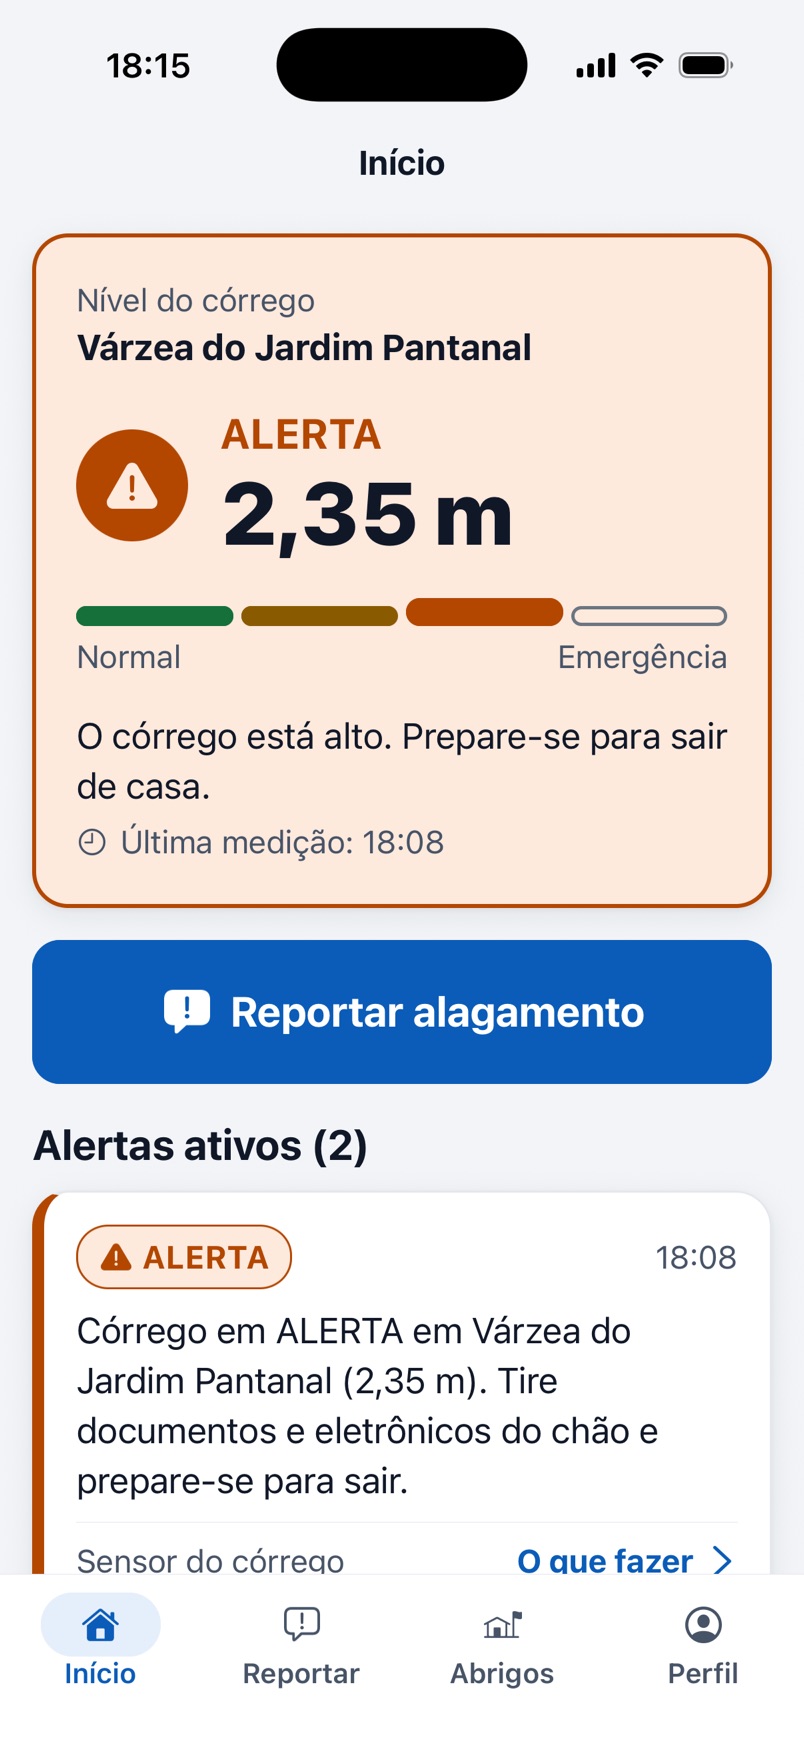 18:15
Início
Nível do córrego
Várzea do Jardim Pantanal
ALERTA
2,35 m
Normal
Emergência
O córrego está alto. Prepare-se para sair
de casa.
Última medição: 18:08
Reportar alagamento
Alertas ativos (2)
ALERTA
18:08
Córrego em ALERTA em Várzea do
Jardim Pantanal (2,35 m). Tire
documentos e eletrônicos do chão e
prepare-se para sair.
Sensor do córrego
O que fazer
Início
Reportar
Abrigos
Perfil